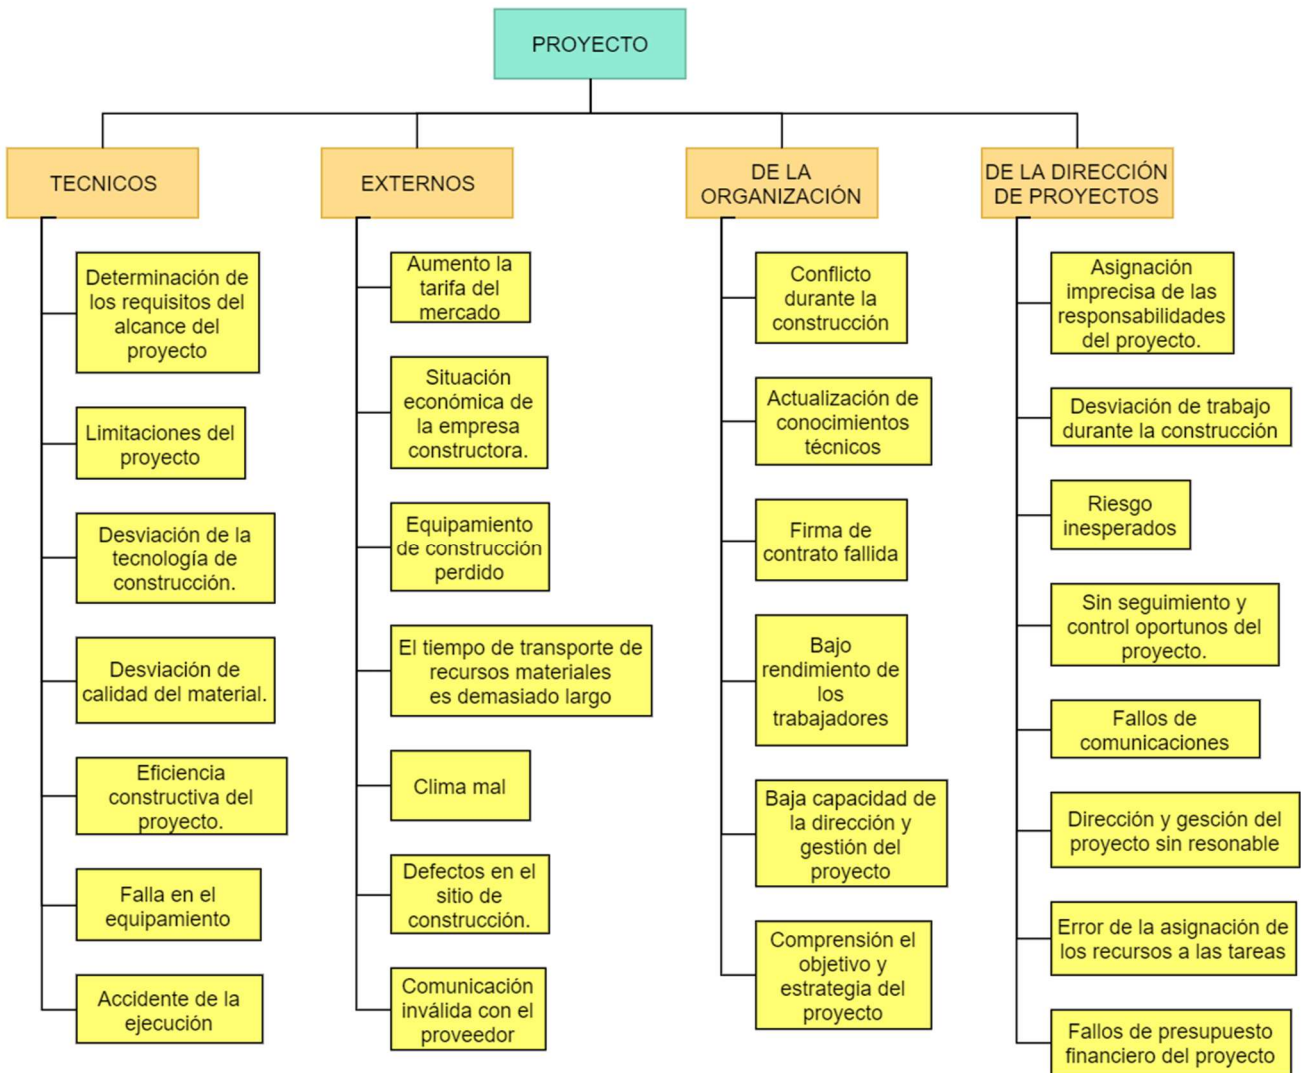 PROYECTO
TECNICOS
EXTERNOS
DE LA
ORGANIZACIÓN
DE LA DIRECCIÓN
DE PROYECTOS
Determinación de
los requisitos del
alcance del
proyecto
Limitaciones del
proyecto
Desviación de la
tecnología de
construcción.
Desviación de
calidad del material.
Eficiencia
constructiva del
proyecto.
Falla en el
equipamiento
Accidente de la
ejecución
Aumento la
tarifa del
mercado
Situación
económica de
la empresa
constructora.
Equipamiento
de construcción
perdido
El tiempo de transporte de
recursos materiales
es demasiado largo
Clima mal
Defectos en el
sitio de
construcción.
Comunicación
inválida con el
proveedor
Conflicto
durante la
construcción
Actualización de
conocimientos
técnicos
Firma de
contrato fallida
Bajo
rendimiento de
los
trabajadores
Baja capacidad de
la dirección y
gestión del
proyecto
Comprensión el
objetivo y
estrategia del
proyecto
Asignación
imprecisa de las
responsabilidades
del proyecto.
Desviación de trabajo
durante la construcción
Riesgo
inesperados
Sin seguimiento y
control oportunos del
proyecto.
Fallos de
comunicaciones
Dirección y gesción del
proyecto sin resonable
Error de la asignación de
los recursos a las tareas
Fallos de presupuesto
financiero del proyecto